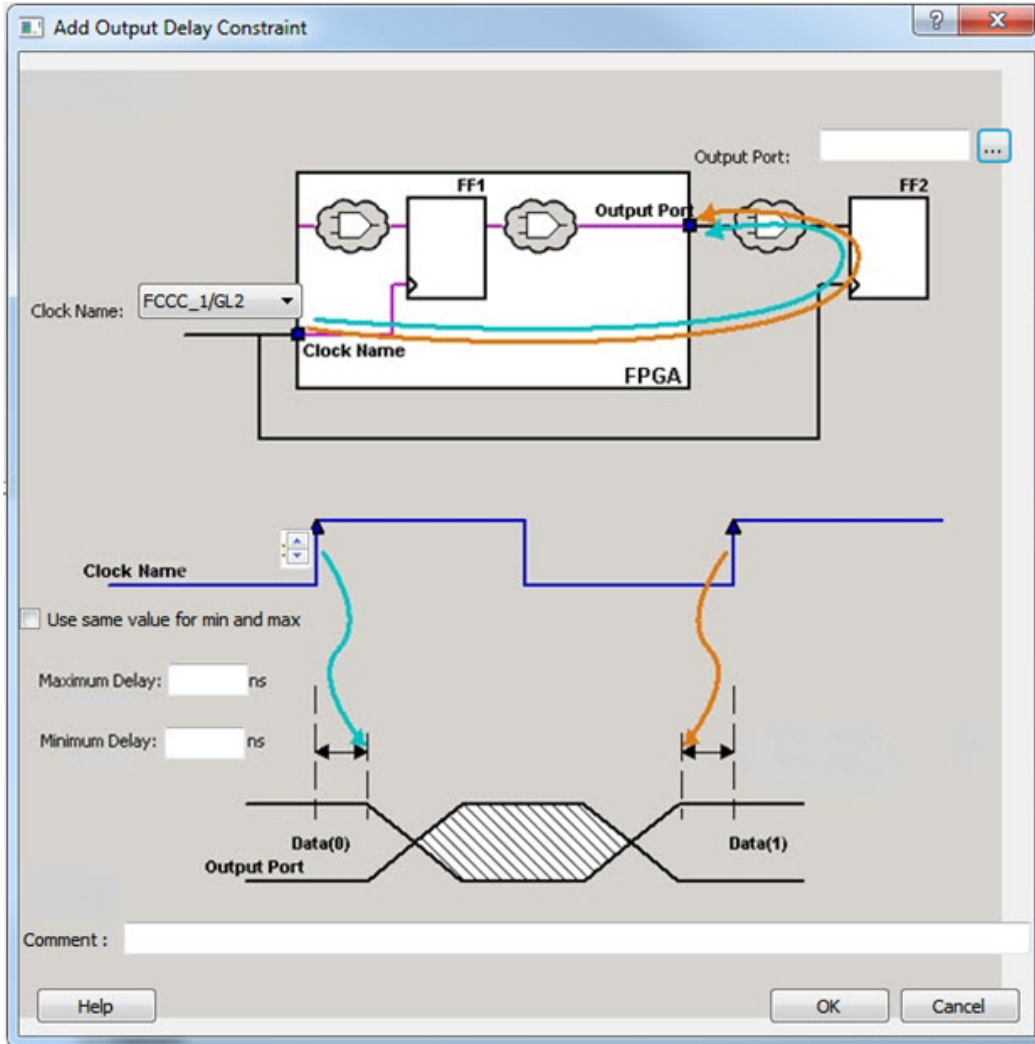 Add Output Delay Constraint
Output Port:
...
FF1
FF2
Output Port
Clock Name:
FCCC_1/GL2
Clock Name
FPGA
Clock Name
Use same value for min and max
Maximum Delay:
ns
Minimum Delay:
ns
Data(0)
Data(1)
Output Port
Comment :
Help
OK
Cancel